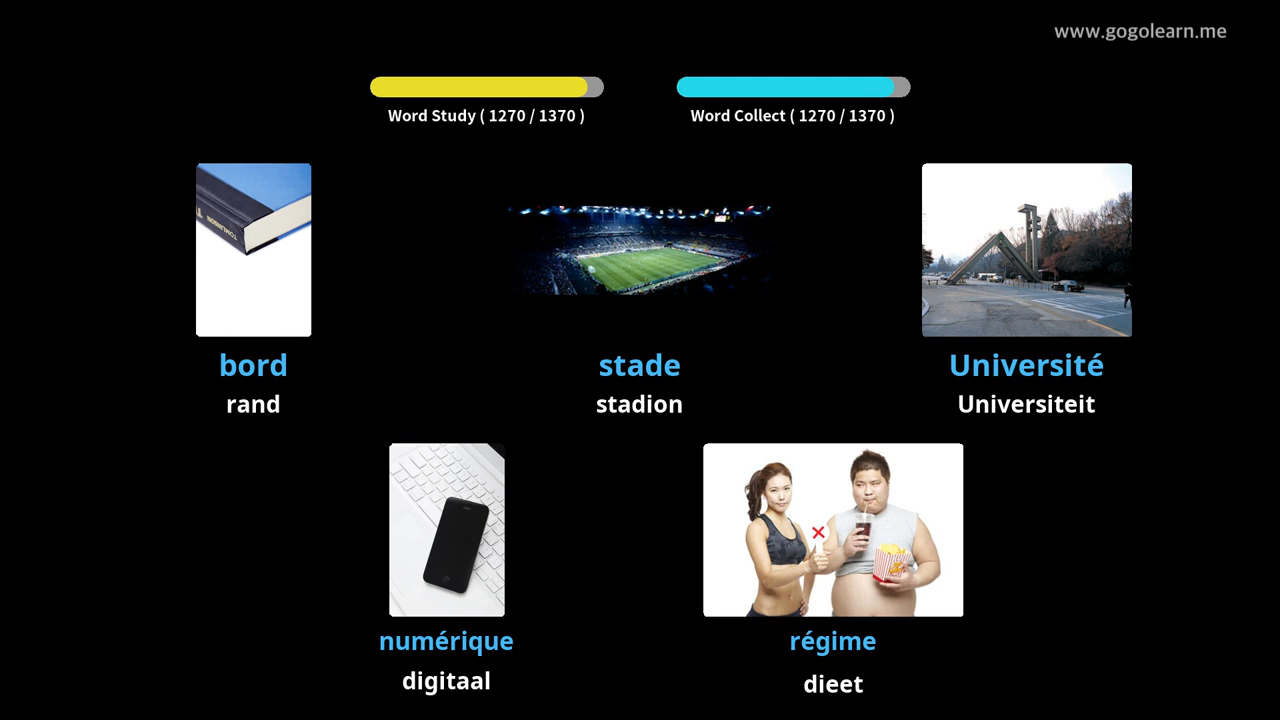 www.gogolearn.me
Word Study ( 1270 / 1370 )
Word Collect ( 1270 / 1370 )
TOMLINSON
bord
stade
Université
rand
stadion
Universiteit
numérique
régime
digitaal
dieet